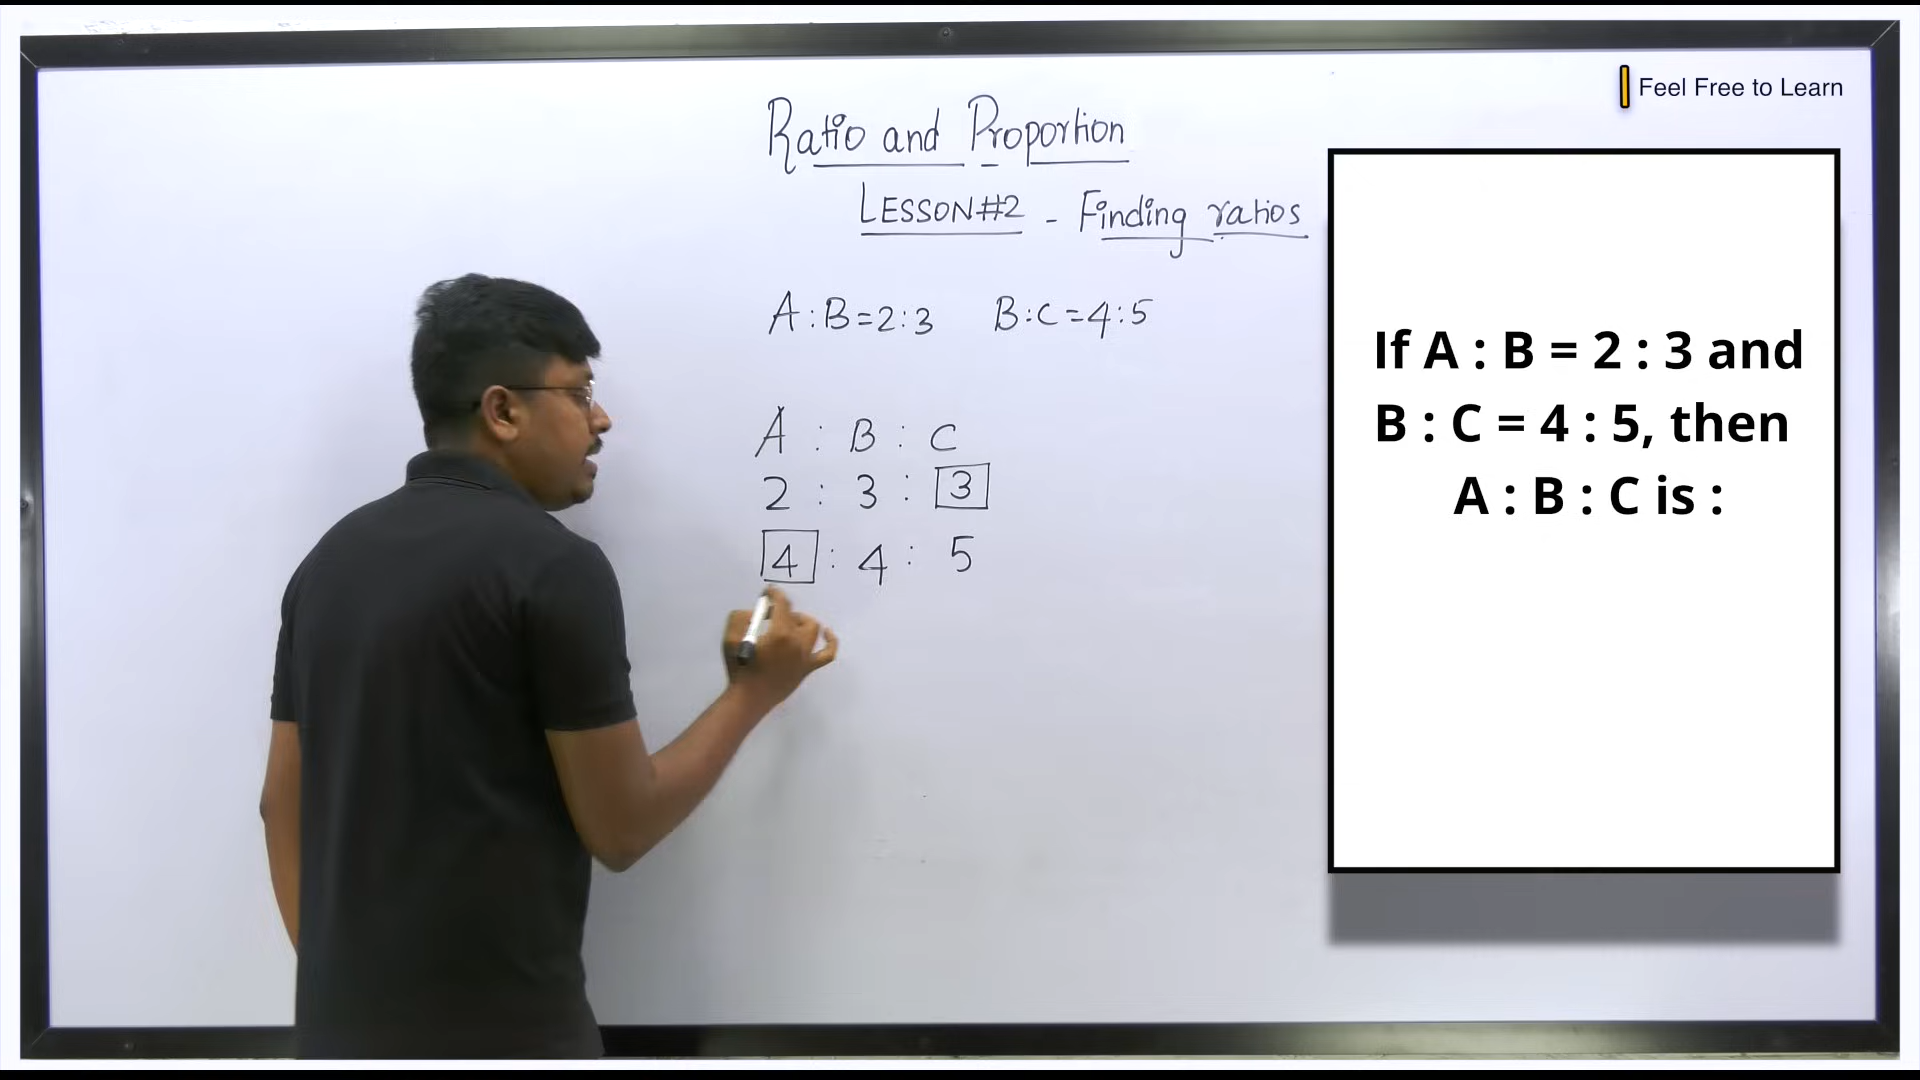 Feel Free to Learn
Ratio and Proportion
LESSON#2 - Finding ratios
A:B=2:3 B:C=4:5
A : B : C
2 : 3 : 3
4 : 4 : 5
If A : B = 2 : 3 and
B : C = 4 : 5, then
A : B : C is :